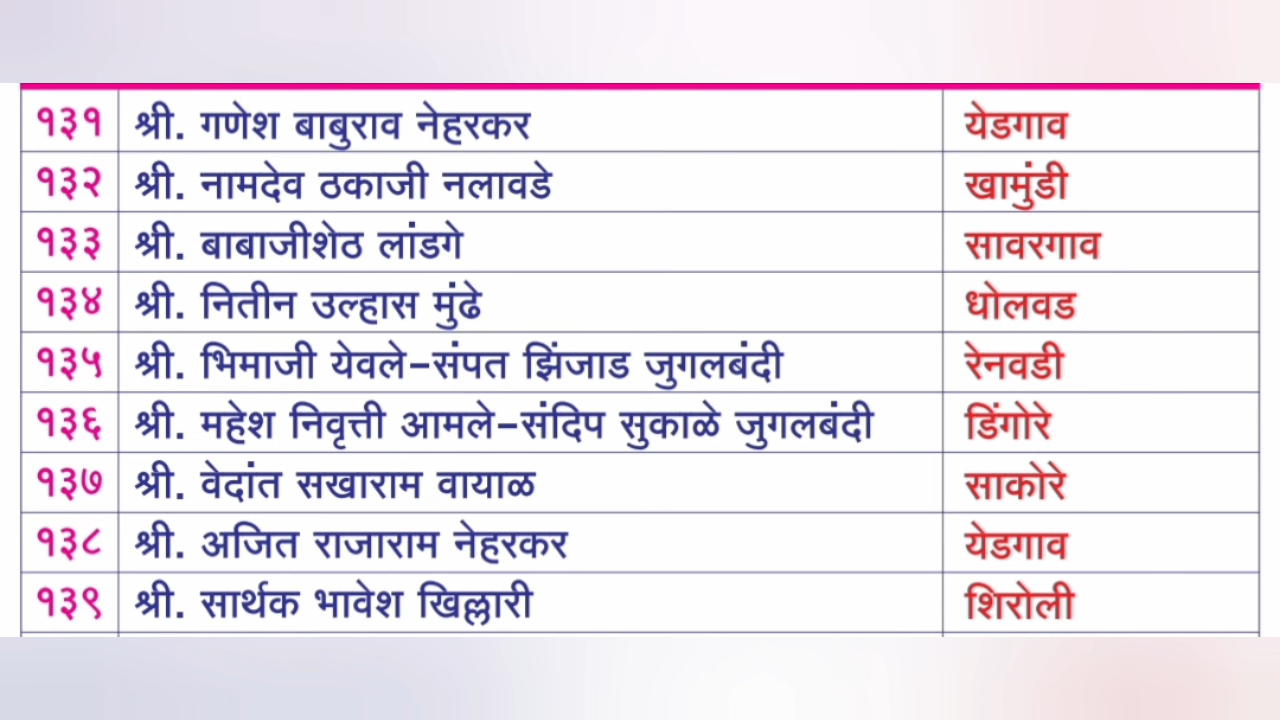 १३१ श्री. गणेश बाबुराव नेहरकर येडगाव
१३२ श्री. नामदेव ठकाजी नलावडे खामुंडी
१३३ श्री. बाबाजीशेठ लांडगे सावरगाव
१३४ श्री. नितीन उल्हास मुंढे धोलवड
१३५ श्री. भिमाजी येवले–संपत झिंजाड जुगलबंदी रेनवडी
१३६ श्री. महेश निवृत्ती आमले–संदिप सुकाळे जुगलबंदी डिंगोरे
१३७ श्री. वेदांत सखाराम वायाळ साकोरे
१३८ श्री. अजित राजाराम नेहरकर येडगाव
१३९ श्री. सार्थक भावेश खिल्लारी शिरोली